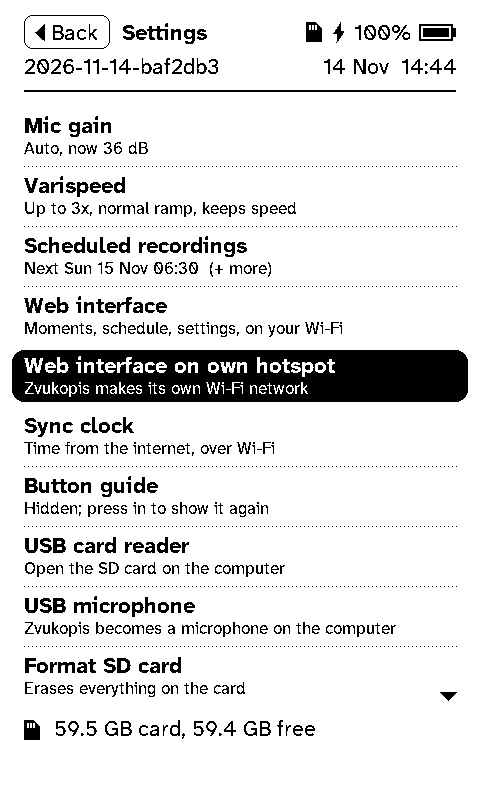 Back Settings 100%
2026-11-14-baf2db3 14 Nov 14:44
Mic gain
Auto, now 36 dB
Varispeed
Up to 3x, normal ramp, keeps speed
Scheduled recordings
Next Sun 15 Nov 06:30 (+ more)
Web interface
Moments, schedule, settings, on your Wi-Fi
Web interface on own hotspot
Zvukopis makes its own Wi-Fi network
Sync clock
Time from the internet, over Wi-Fi
Button guide
Hidden; press in to show it again
USB card reader
Open the SD card on the computer
USB microphone
Zvukopis becomes a microphone on the computer
Format SD card
Erases everything on the card
59.5 GB card, 59.4 GB free